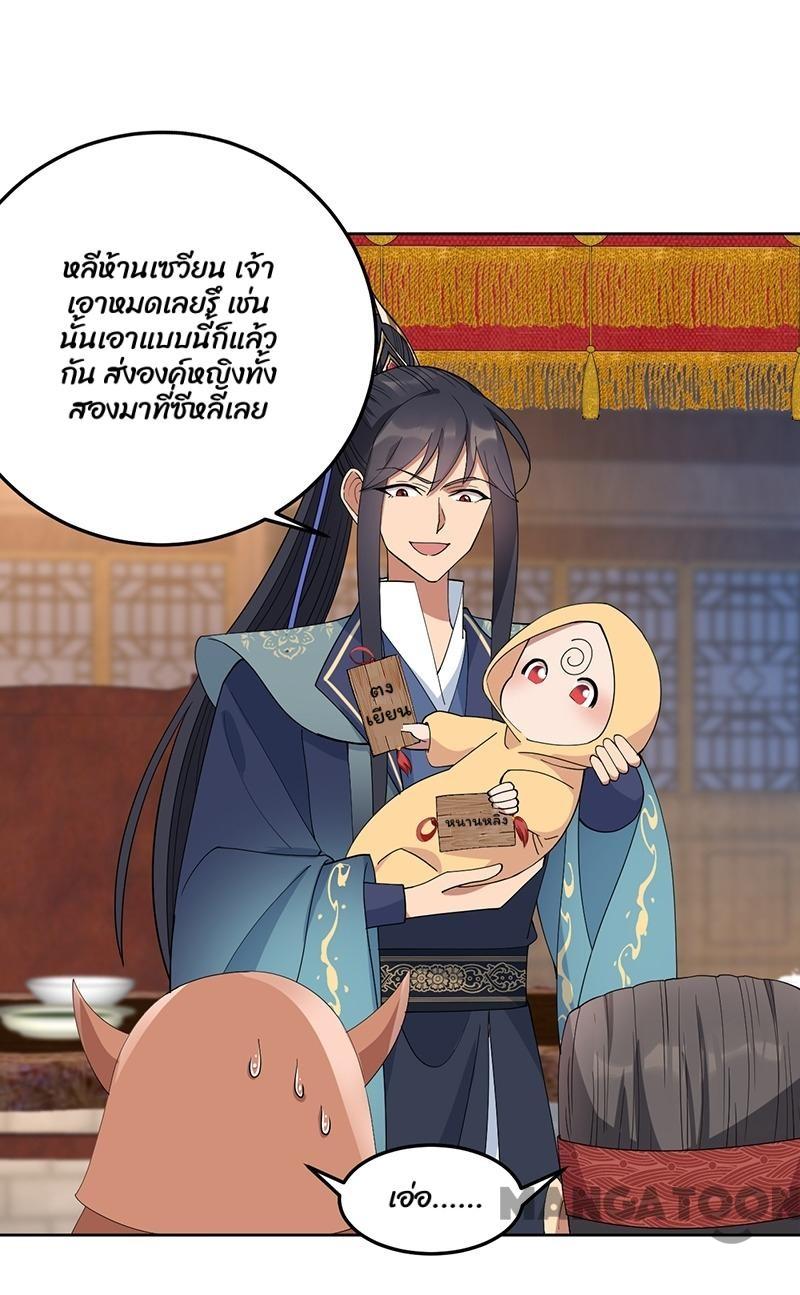 หลีห้านเซวียน เจ้า
เอาหมดเลยรึ เช่น
นั้นเอาแบบนี้ก็แล้ว
กัน ส่งองค์หญิงทั้ง
สองมาที่ซีหลีเลย
ตง
เยียน
หนานหลิง
เอ่อ......
MANGATOON